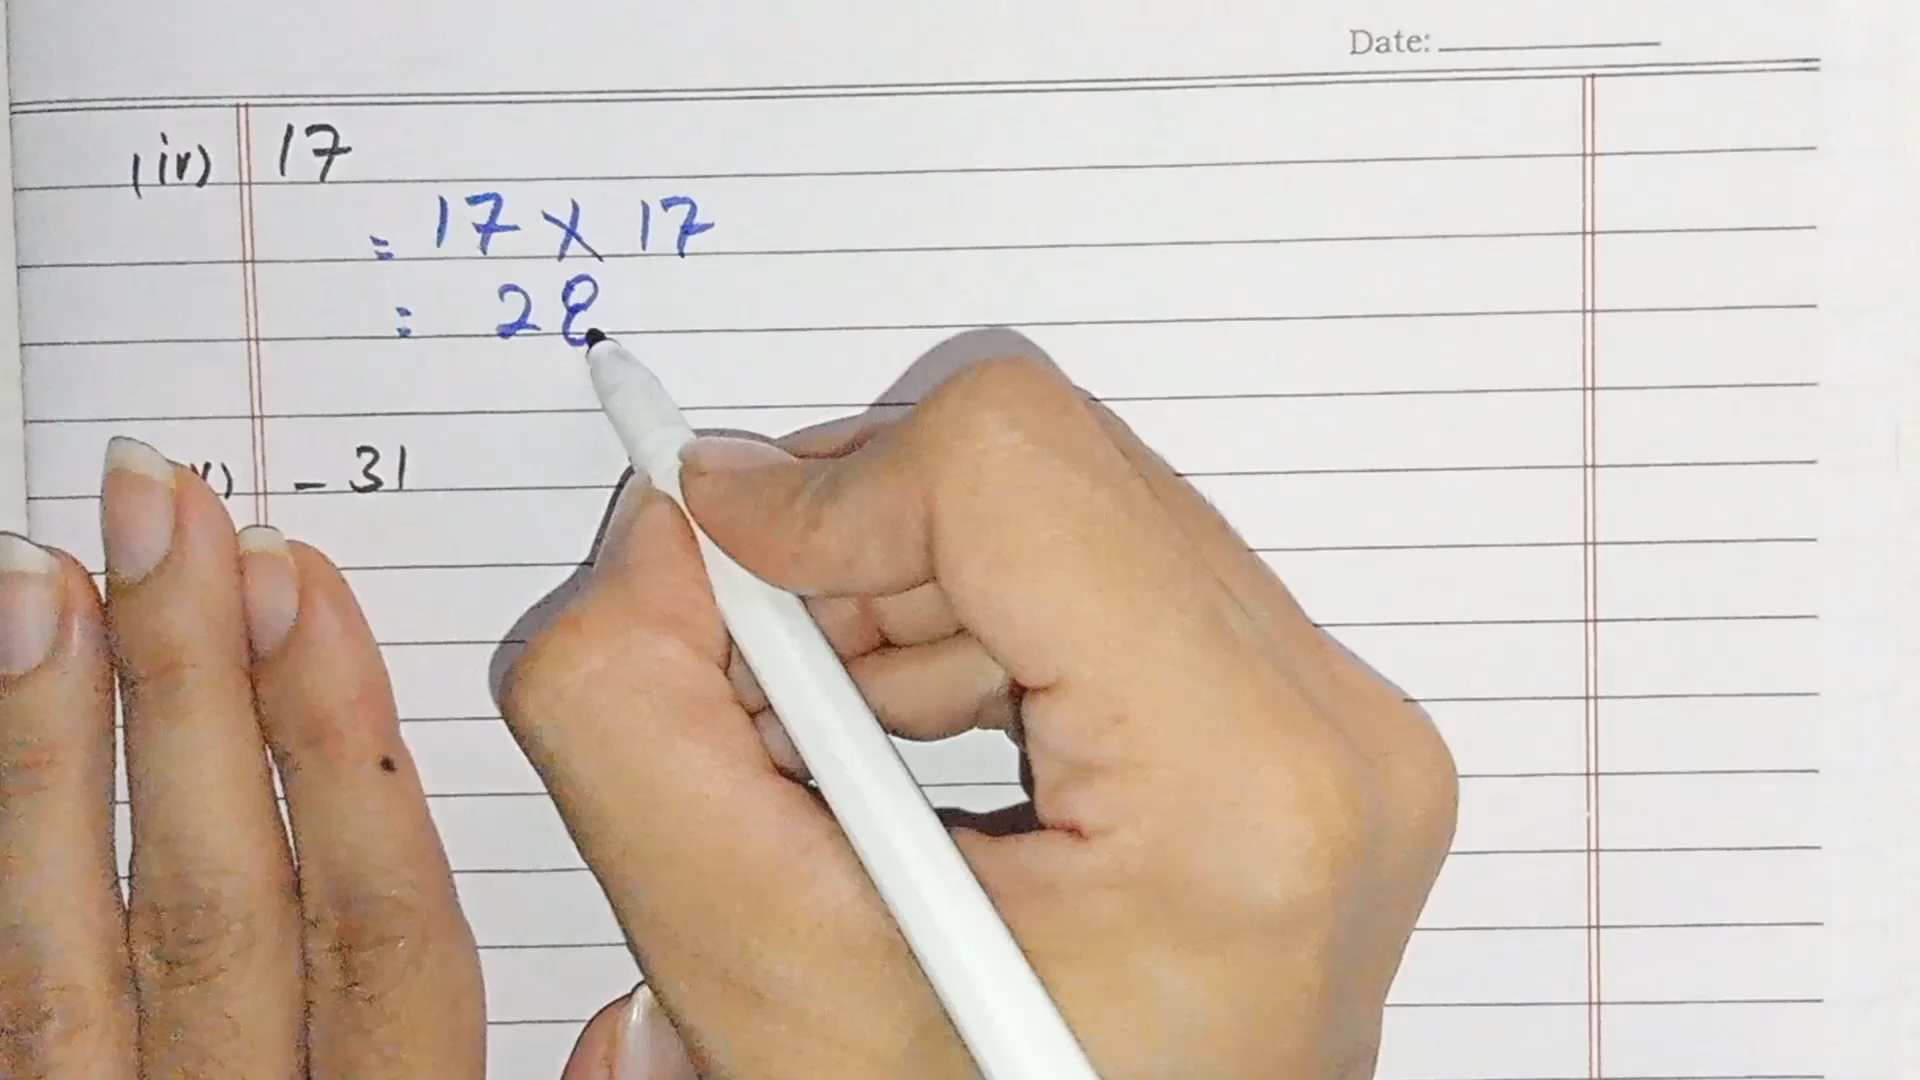 Date:
(iv) 17
= 17 X 17
= 28
) - 31